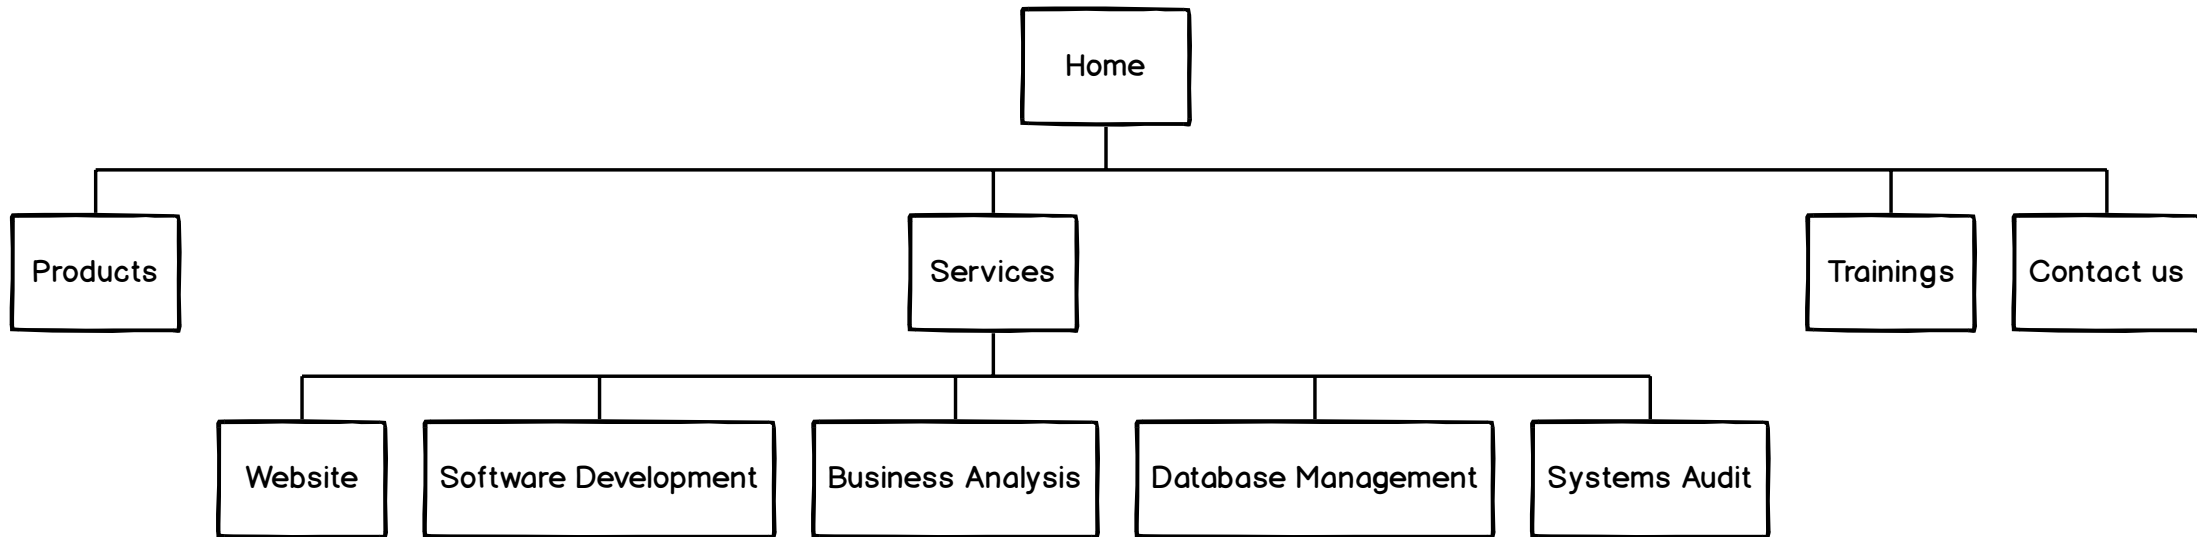 Home
Products
Services
Trainings
Contact us
Website
Software Development
Business Analysis
Database Management
Systems Audit